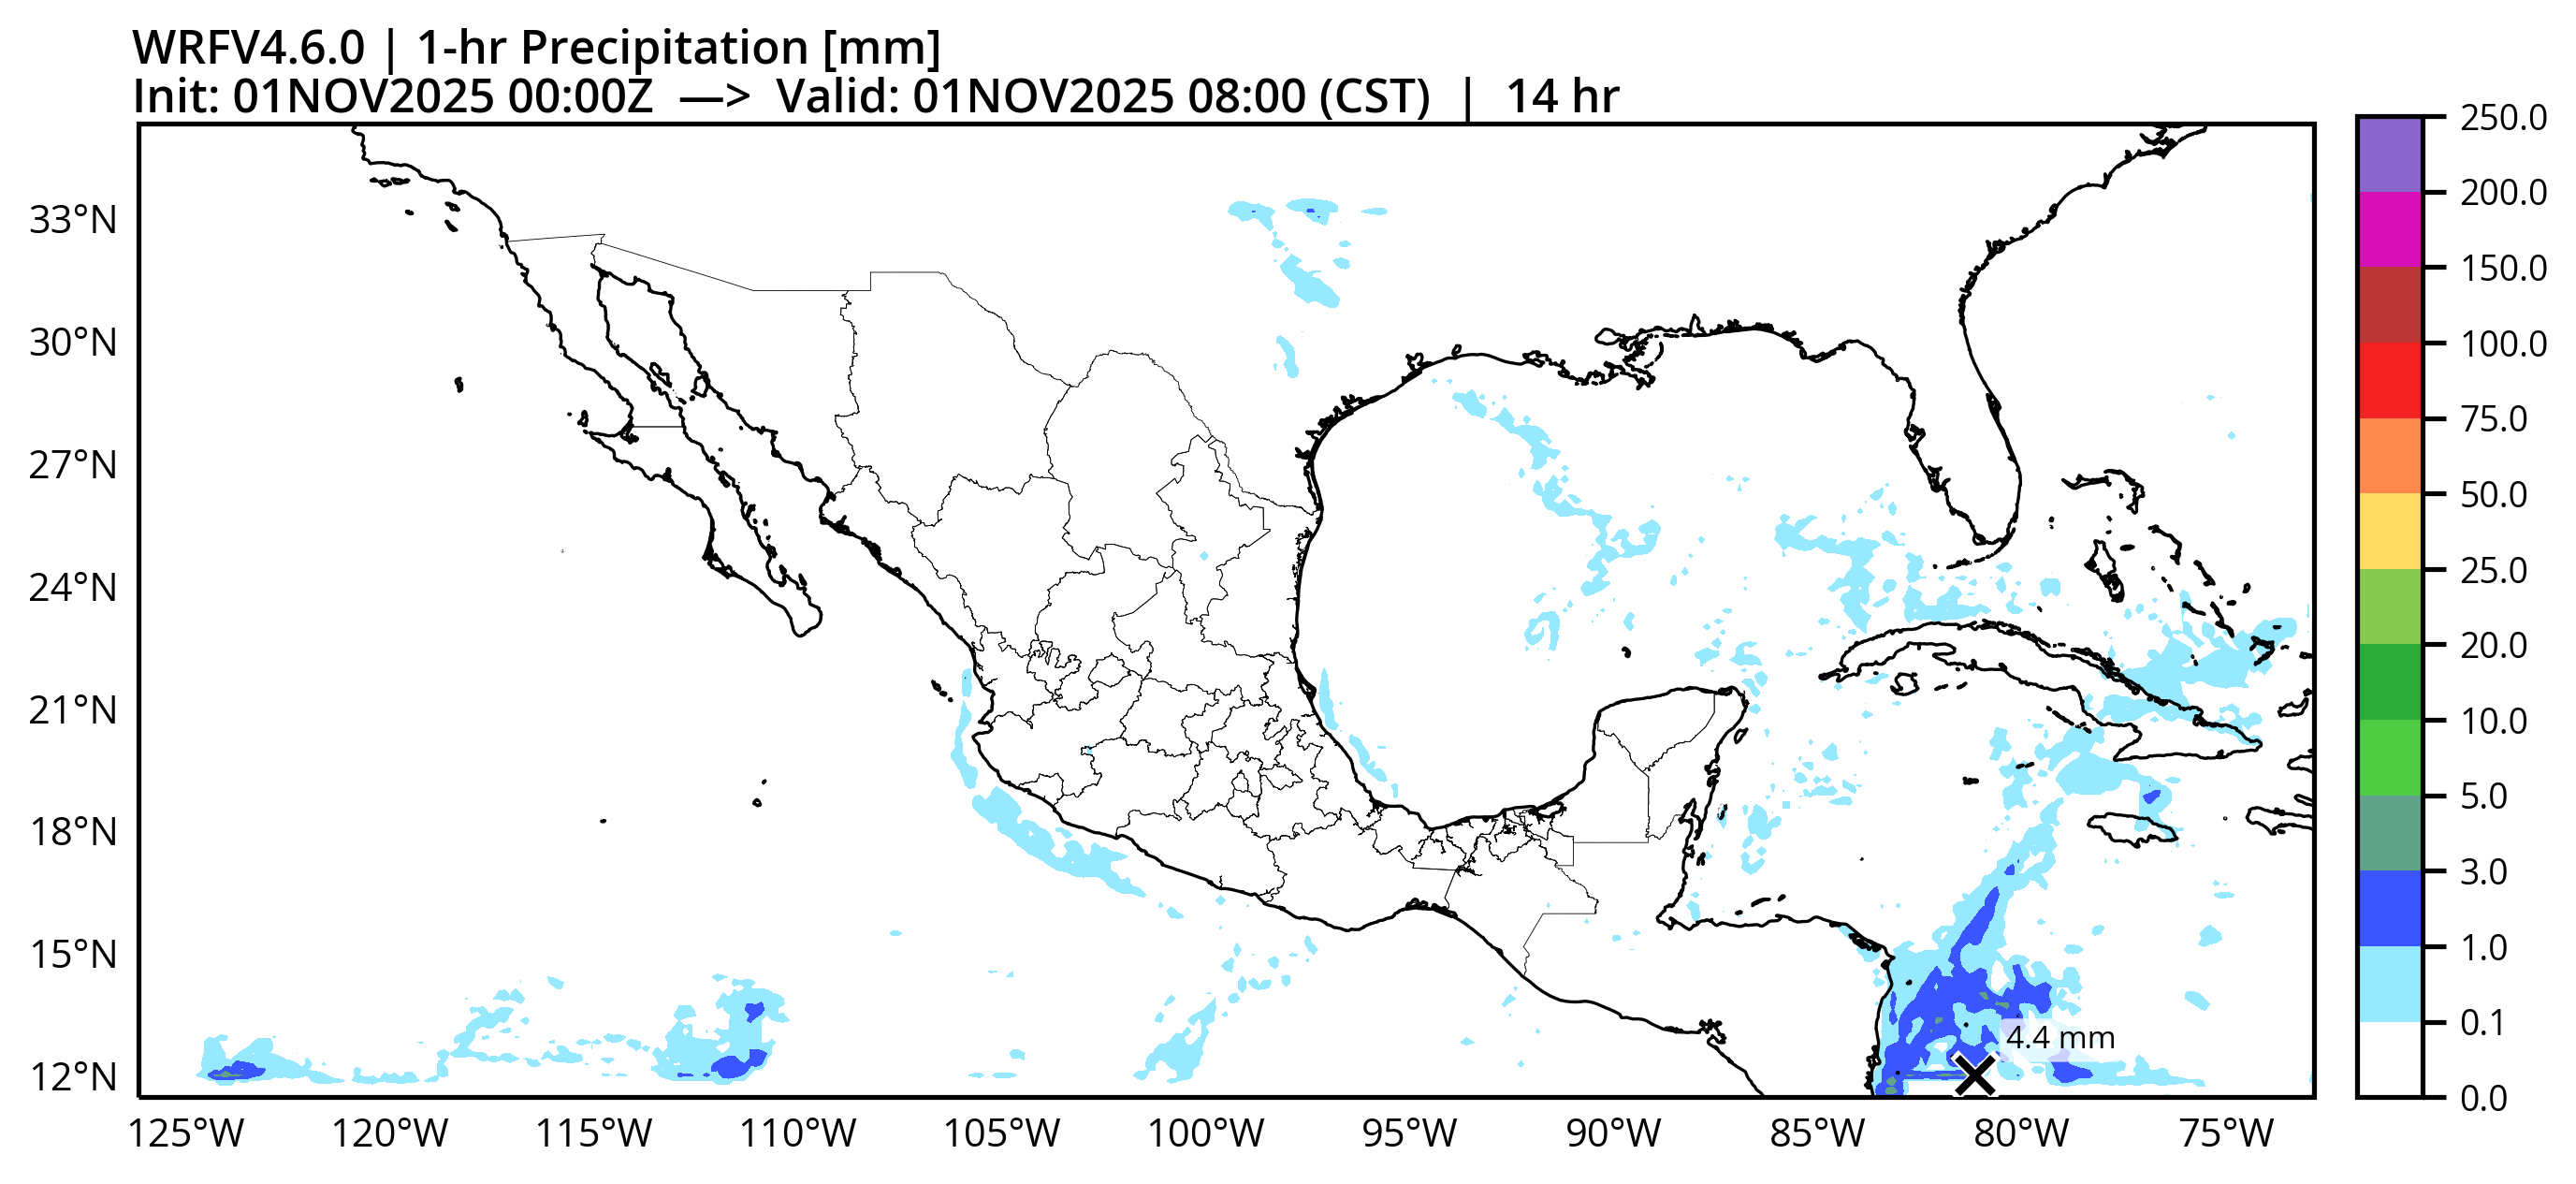 WRFV4.6.0 | 1-hr Precipitation [mm]
Init: 01NOV2025 00:00Z —> Valid: 01NOV2025 08:00 (CST) | 14 hr
33°N
30°N
27°N
24°N
21°N
18°N
15°N
12°N
125°W
120°W
115°W
110°W
105°W
100°W
95°W
90°W
85°W
80°W
75°W
4.4 mm
250.0
200.0
150.0
100.0
75.0
50.0
25.0
20.0
10.0
5.0
3.0
1.0
0.1
0.0